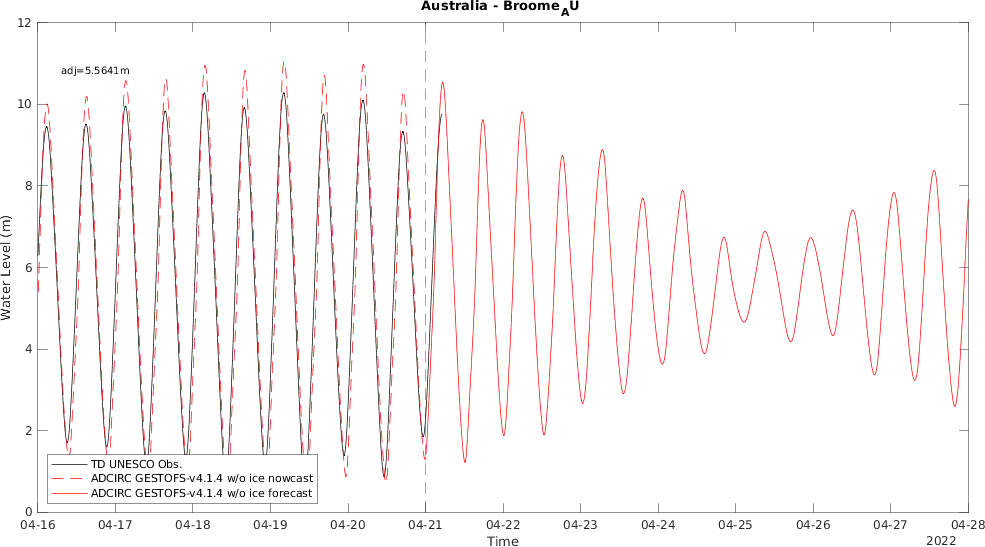 Australia - Broome_AU
12
10
8
6
4
2
0
Water Level (m)
adj=5.5641m
TD UNESCO Obs.
ADCIRC GESTOFS-v4.1.4 w/o ice nowcast
ADCIRC GESTOFS-v4.1.4 w/o ice forecast
04-16 04-17 04-18 04-19 04-20 04-21 04-22 04-23 04-24 04-25 04-26 04-27 04-28
Time
2022